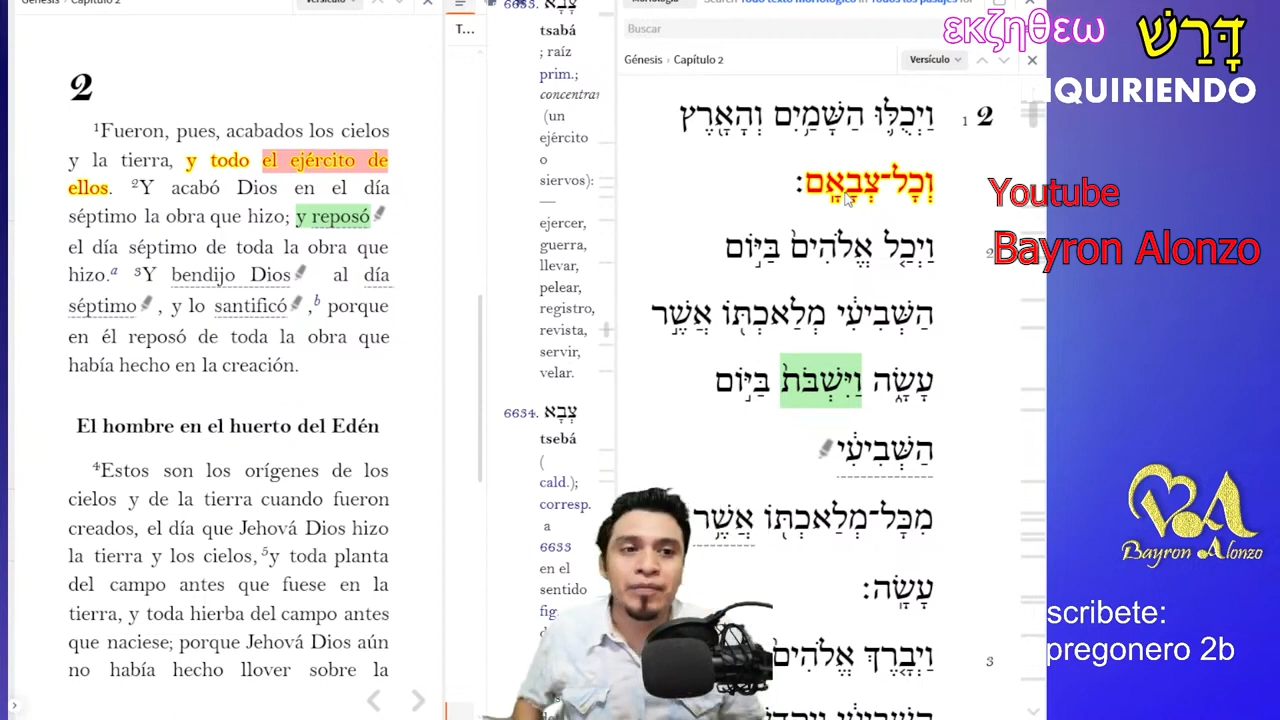 Génesis › Capítulo 2
Versículo
2
¹Fueron, pues, acabados los cielos
y la tierra, y todo el ejército de
ellos. ²Y acabó Dios en el día
séptimo la obra que hizo; y reposó
el día séptimo de toda la obra que
hizo.ᵃ ³Y bendijo Dios al día
séptimo, y lo santificó,ᵇ porque
en él reposó de toda la obra que
había hecho en la creación.
El hombre en el huerto del Edén
⁴Estos son los orígenes de los
cielos y de la tierra cuando fueron
creados, el día que Jehová Dios hizo
la tierra y los cielos, ⁵y toda planta
del campo antes que fuese en la
tierra, y toda hierba del campo antes
que naciese; porque Jehová Dios aún
no había hecho llover sobre la
T...
6633. צָבָא
tsabá
; raíz
prim.;
(un
ejército
o
siervos):
—
ejercer,
guerra,
llevar,
pelear,
registro,
revista,
servir,
velar.
6634. צְבָא
tsebá
(
cald.);
corresp.
a
6633
en el
sentido
fig.
Buscar
Génesis › Capítulo 2
Versículo
2 1 וַיְכֻלּוּ הַשָּׁמַיִם וְהָאָרֶץ
וְכָל־צְבָאָם׃
2 וַיְכַל אֱלֹהִים בַּיּוֹם
הַשְּׁבִיעִי מְלַאכְתּוֹ אֲשֶׁר
עָשָׂה וַיִּשְׁבֹּת בַּיּוֹם
הַשְּׁבִיעִי
מִכָּל־מְלַאכְתּוֹ אֲשֶׁר
עָשָׂה׃
3 וַיְבָרֶךְ אֱלֹהִים
εκζηθεω
דָּרַשׁ
NQUIRIENDO
Youtube
Bayron Alonzo
Bayron Alonzo
scribete:
pregonero 2b